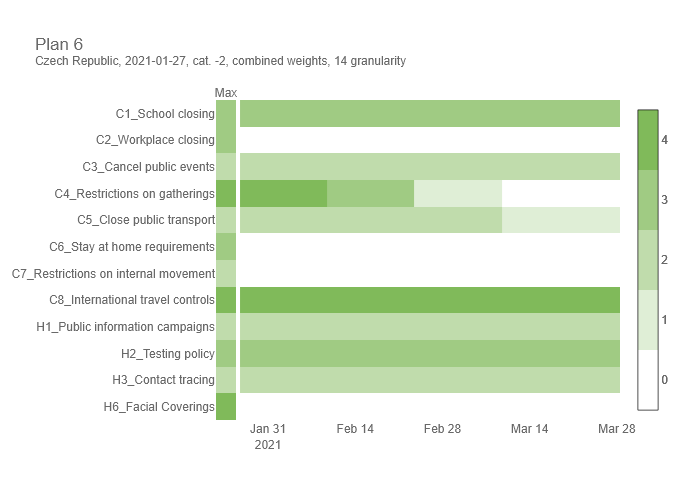 Plan 6
Czech Republic, 2021-01-27, cat. -2, combined weights, 14 granularity
Max
C1_School closing
C2_Workplace closing
C3_Cancel public events
C4_Restrictions on gatherings
C5_Close public transport
C6_Stay at home requirements
C7_Restrictions on internal movement
C8_International travel controls
H1_Public information campaigns
H2_Testing policy
H3_Contact tracing
H6_Facial Coverings
Jan 31 Feb 14 Feb 28 Mar 14 Mar 28
2021
4
3
2
1
0